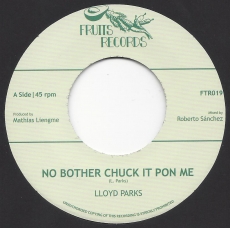 FRUITS
RECORDS
A Side | 45 rpm
FTR019
Produced by
Mathias Liengme
Mixed by
Roberto Sánchez
NO BOTHER CHUCK IT PON ME
(L. Parks)
LLOYD PARKS